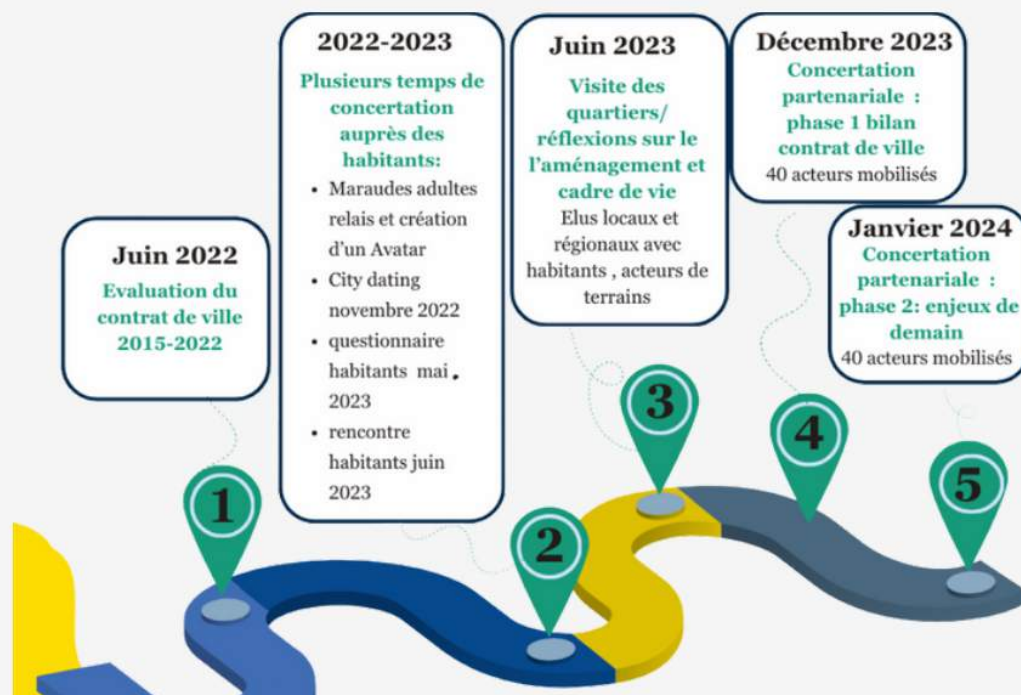 Juin 2022
Evaluation du
contrat de ville
2015-2022
1
2022-2023
Plusieurs temps de
concertation
auprès des
habitants:
• Maraudes adultes
relais et création
d'un Avatar
• City dating
novembre 2022
• questionnaire
habitants mai .
2023
• rencontre
habitants juin
2023
2
Juin 2023
Visite des
quartiers/
réflexions sur le
l'aménagement et
cadre de vie
Elus locaux et
régionaux avec
habitants , acteurs de
terrains
3
Décembre 2023
Concertation
partenariale :
phase 1 bilan
contrat de ville
40 acteurs mobilisés
4
Janvier 2024
Concertation
partenariale :
phase 2: enjeux de
demain
40 acteurs mobilisés
5